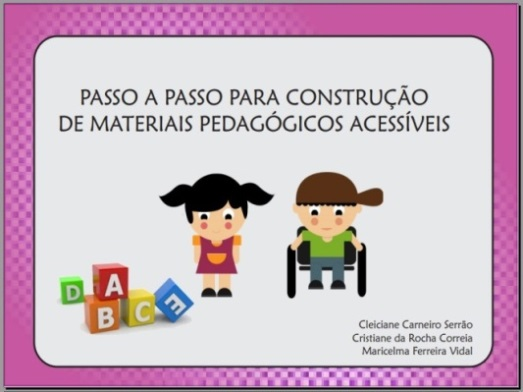 PASSO A PASSO PARA CONSTRUÇÃO
DE MATERIAIS PEDAGÓGICOS ACESSÍVEIS
D A B C E
Cleiciane Carneiro Serrão
Cristiane da Rocha Correia
Maricelma Ferreira Vidal